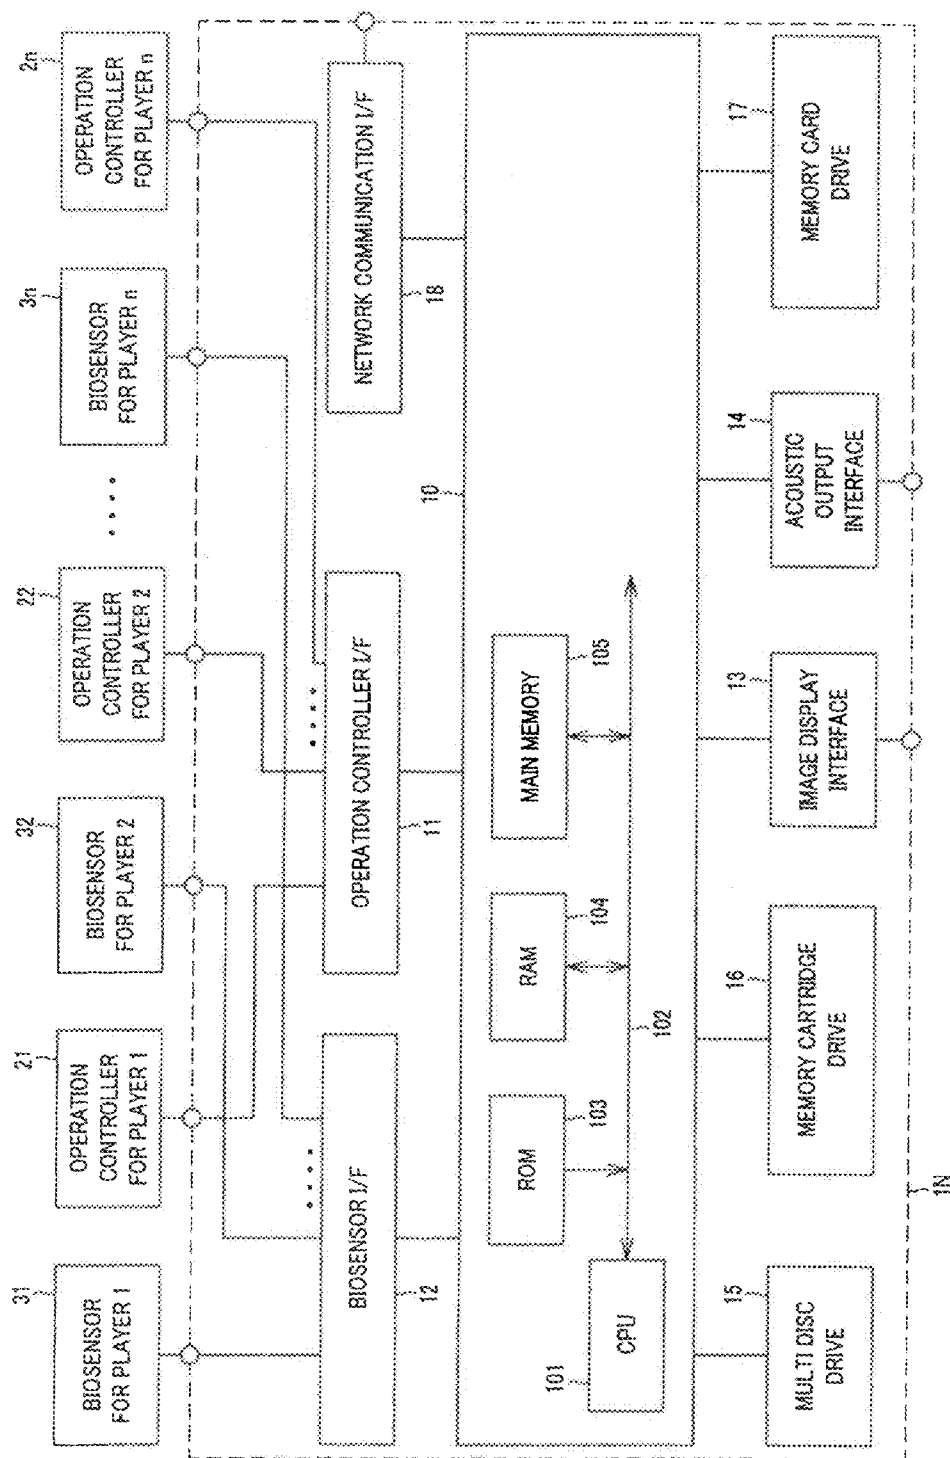 31
BIOSENSOR
FOR PLAYER 1
21
OPERATION
CONTROLLER
FOR PLAYER 1
32
BIOSENSOR
FOR PLAYER 2
22
OPERATION
CONTROLLER
FOR PLAYER 2
3n
BIOSENSOR
FOR PLAYER n
2n
OPERATION
CONTROLLER
FOR PLAYER n
BIOSENSOR I/F
12
OPERATION CONTROLLER I/F
11
NETWORK COMMUNICATION I/F
18
10
101
CPU
ROM
103
RAM
104
MAIN MEMORY
105
102
15
MULTI DISC
DRIVE
16
MEMORY CARTRIDGE
DRIVE
13
IMAGE DISPLAY
INTERFACE
14
ACOUSTIC
OUTPUT
INTERFACE
17
MEMORY CARD
DRIVE
1N